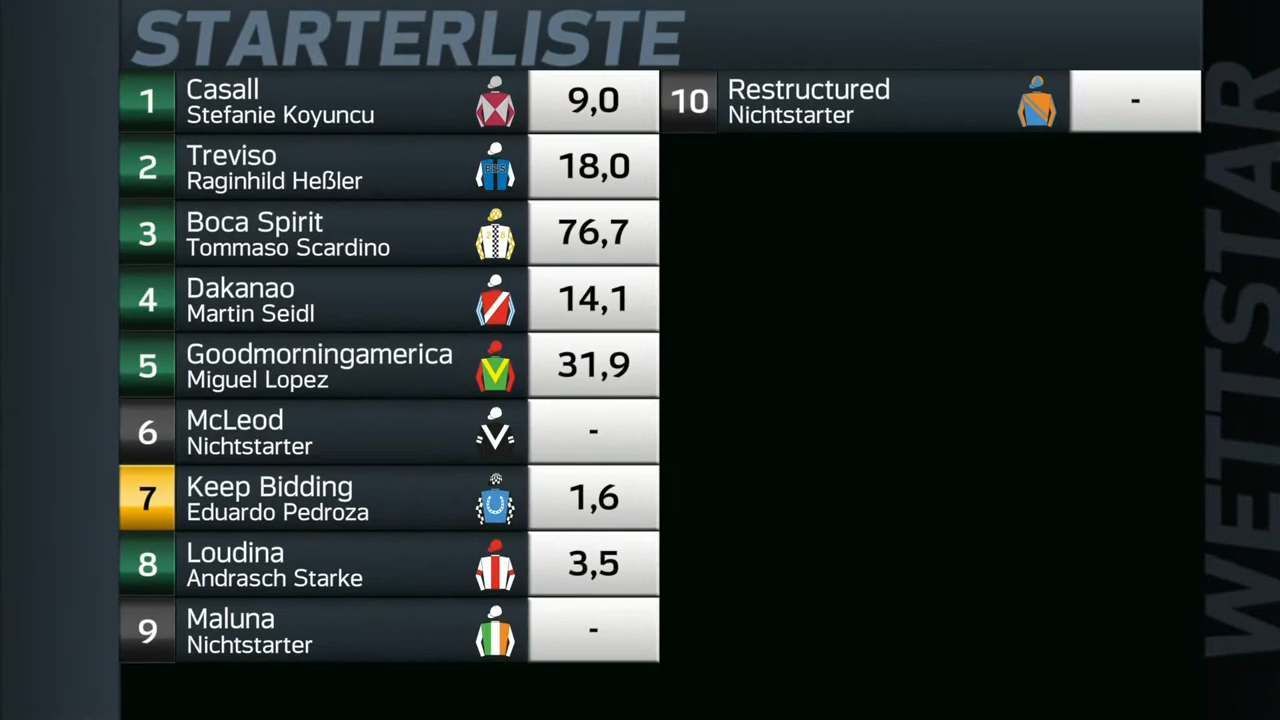 STARTERLISTE
1
Casall
Stefanie Koyuncu
9,0
2
Treviso
Raginhild Heßler
18,0
3
Boca Spirit
Tommaso Scardino
76,7
4
Dakanao
Martin Seidl
14,1
5
Goodmorningamerica
Miguel Lopez
31,9
6
McLeod
Nichtstarter
-
7
Keep Bidding
Eduardo Pedroza
1,6
8
Loudina
Andrasch Starke
3,5
9
Maluna
Nichtstarter
-
10
Restructured
Nichtstarter
-
WETTSTAR